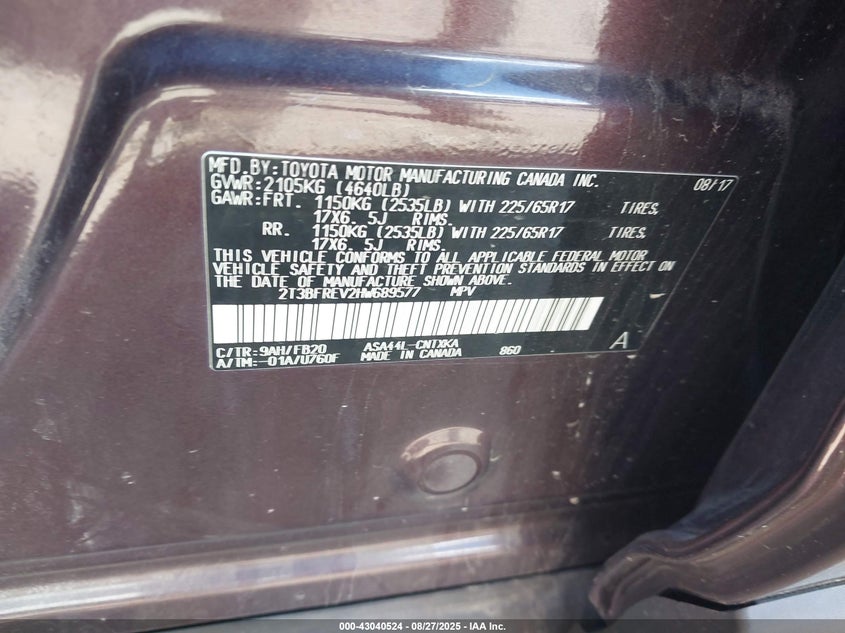 MFD.BY:TOYOTA MOTOR MANUFACTURING CANADA INC. 08/17
GVWR:2105KG (4640LB)
GAWR:FRT. 1150KG (2535LB) WITH 225/65R17 TIRES,
17X6. 5J RIMS.
RR. 1150KG (2535LB) WITH 225/65R17 TIRES,
17X6. 5J RIMS.
THIS VEHICLE CONFORMS TO ALL APPLICABLE FEDERAL MOTOR
VEHICLE SAFETY AND THEFT PREVENTION STANDARDS IN EFFECT ON
THE DATE OF MANUFACTURE SHOWN ABOVE.
2T3BFREV2HW689577 MPV
C/TR:9AH/FB20 ASA44L-CNTXKA 860 A
A/TM:-01A/U760F MADE IN CANADA
000-43040524 | 08/27/2025 - IAA Inc.